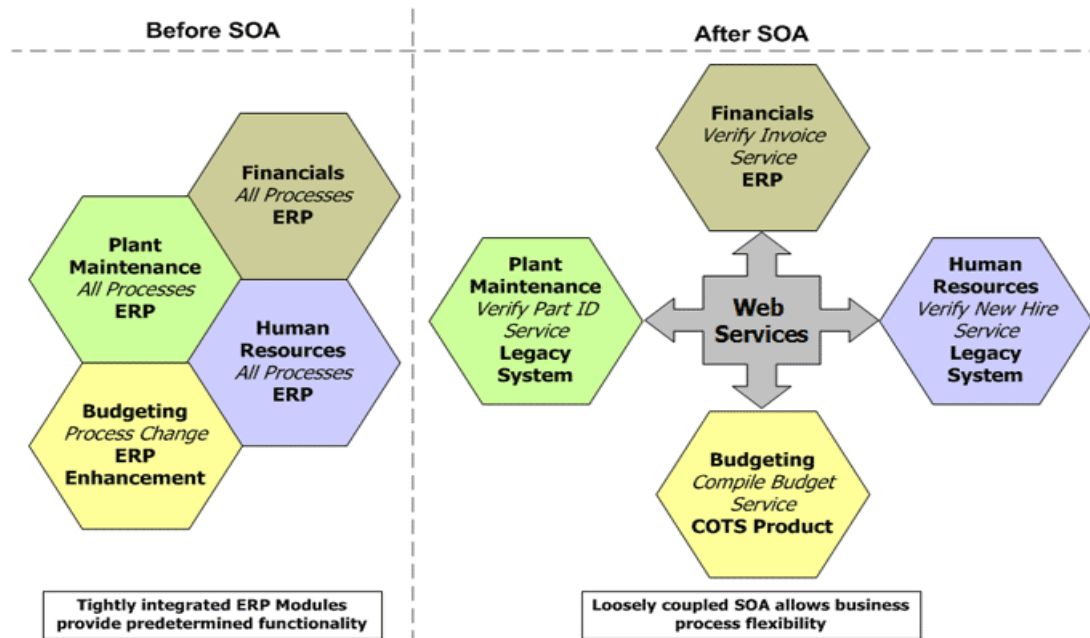 Before SOA
After SOA
Financials
All Processes
ERP
Plant
Maintenance
All Processes
ERP
Human
Resources
All Processes
ERP
Budgeting
Process Change
ERP
Enhancement
Tightly integrated ERP Modules
provide predetermined functionality
Financials
Verify Invoice
Service
ERP
Plant
Maintenance
Verify Part ID
Service
Legacy
System
Web
Services
Human
Resources
Verify New Hire
Service
Legacy
System
Budgeting
Compile Budget
Service
COTS Product
Loosely coupled SOA allows business
process flexibility